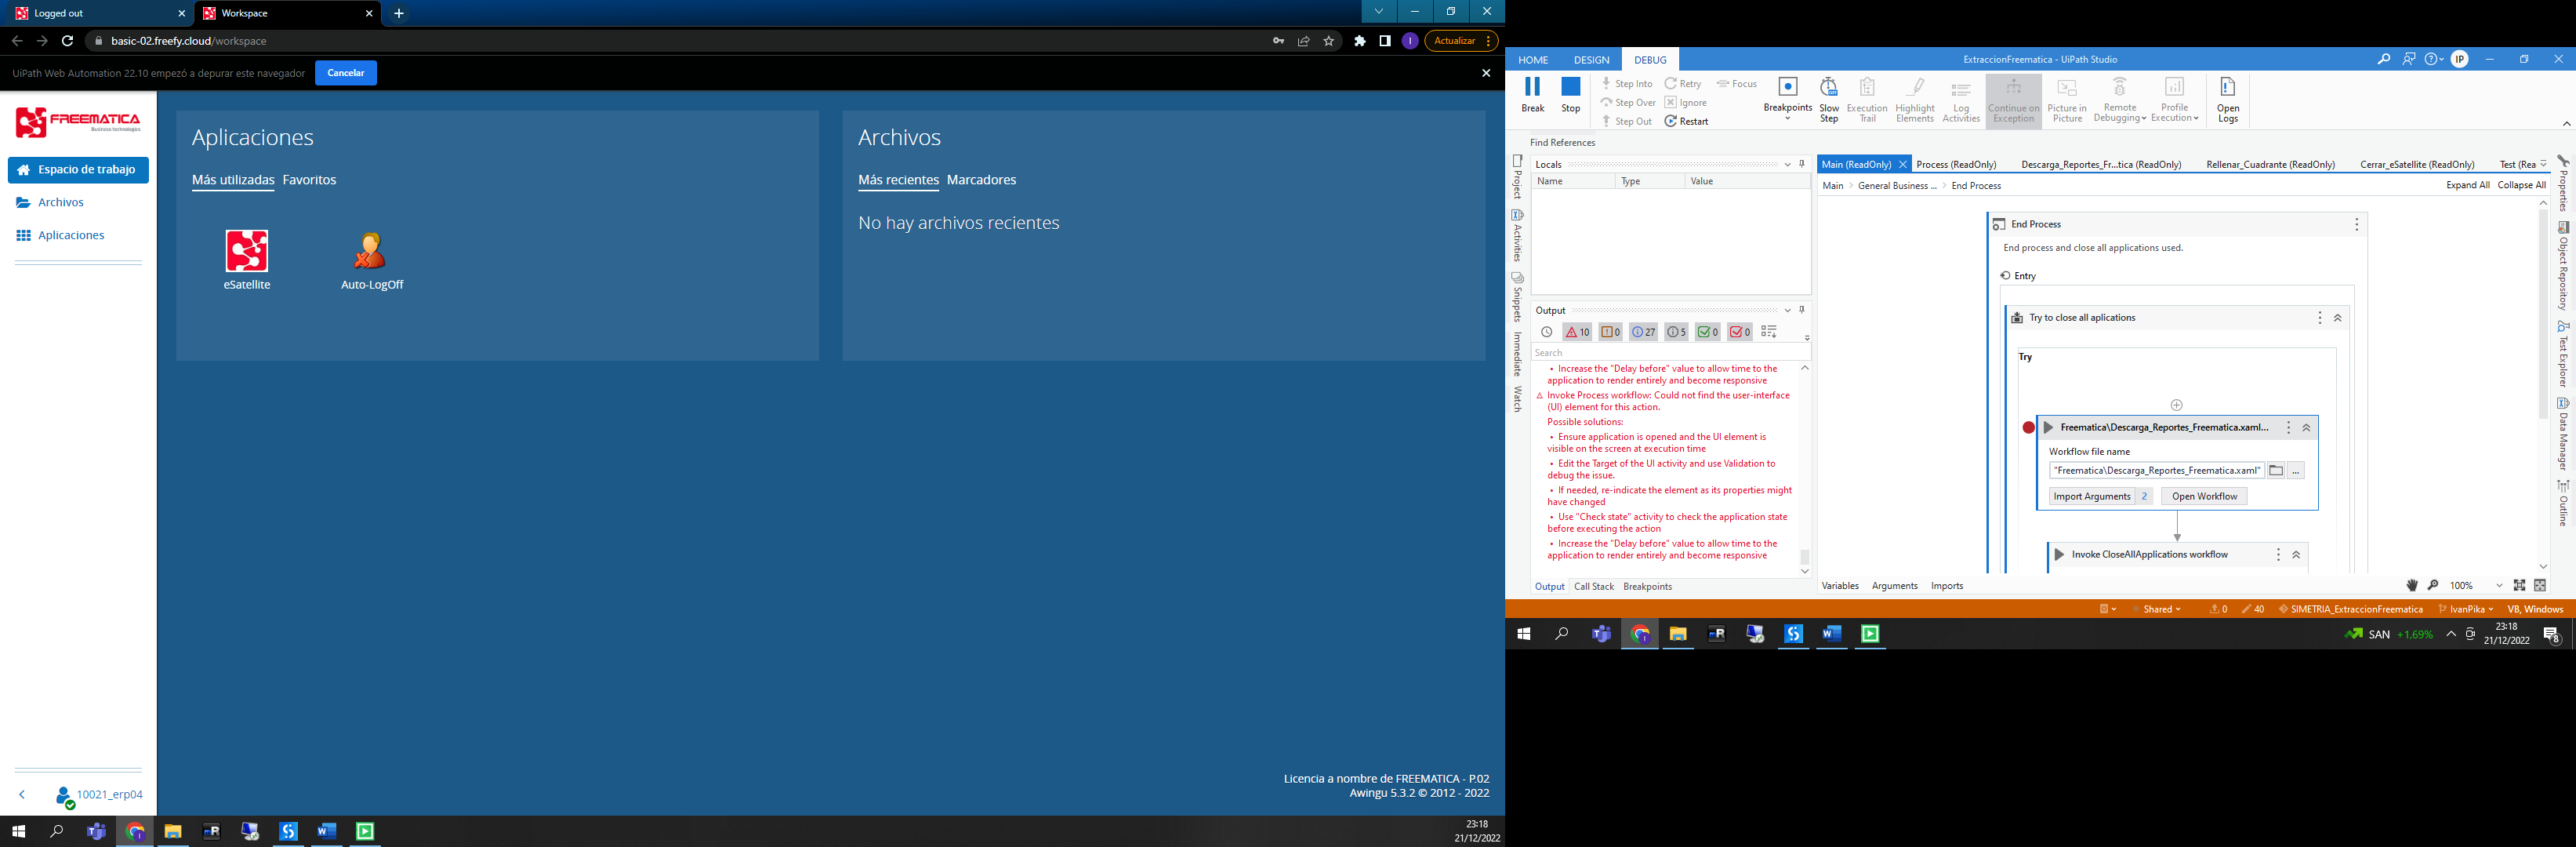 Logged out
Workspace
basic-02.freefy.cloud/workspace
I
Actualizar
UiPath Web Automation 22.10 empezó a depurar este navegador
Cancelar
FREEMATICA
Business technologies
Espacio de trabajo
Archivos
Aplicaciones
Aplicaciones
Más utilizadas Favoritos
eSatellite
Auto-LogOff
Archivos
Más recientes Marcadores
No hay archivos recientes
Licencia a nombre de FREEMATICA - P.02
Awingu 5.3.2 © 2012 - 2022
10021_erp04
23:18
21/12/2022
HOME DESIGN DEBUG
ExtraccionFreematica - UiPath Studio
IP
Break
Stop
Step Into
Step Over
Step Out
Retry
Ignore
Restart
Focus
Breakpoints
Slow Step
Execution Trail
Highlight Elements
Log Activities
Continue on Exception
Picture in Picture
Remote Debugging
Profile Execution
Open Logs
Find References
Project
Activities
Snippets
Immediate
Watch
Locals
Name Type Value
Output
10 0 27 5 0 0
Search
• Increase the "Delay before" value to allow time to the
application to render entirely and become responsive
Invoke Process workflow: Could not find the user-interface
(UI) element for this action.
Possible solutions:
• Ensure application is opened and the UI element is
visible on the screen at execution time
• Edit the Target of the UI activity and use Validation to
debug the issue.
• If needed, re-indicate the element as its properties might
have changed
• Use "Check state" activity to check the application state
before executing the action
• Increase the "Delay before" value to allow time to the
application to render entirely and become responsive
Output Call Stack Breakpoints
Main (ReadOnly) Process (ReadOnly) Descarga_Reportes_Fr...tica (ReadOnly) Rellenar_Cuadrante (ReadOnly) Cerrar_eSatellite (ReadOnly) Test (Rea
Main > General Business ... > End Process
Expand All Collapse All
End Process
End process and close all applications used.
Entry
Try to close all aplications
Try
Freematica\Descarga_Reportes_Freematica.xaml...
Workflow file name
"Freematica\Descarga_Reportes_Freematica.xaml"
...
Import Arguments 2
Open Workflow
Invoke CloseAllApplications workflow
Variables Arguments Imports
100%
Properties
Object Repository
Test Explorer
Data Manager
Outline
Shared
0
40
SIMETRIA_ExtraccionFreematica
IvanPika
VB, Windows
SAN +1,69%
23:18
21/12/2022
8